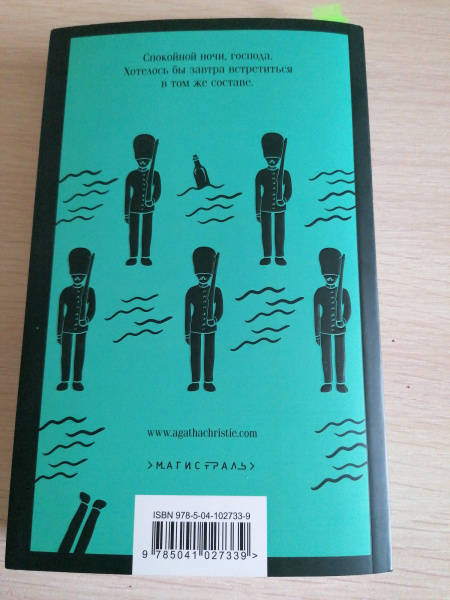 Спокойной ночи, господа.
Хотелось бы завтра встретиться
в том же составе.
www.agathachristie.com
>МАГИСТРАЛЬ>
ISBN 978-5-04-102733-9
9 785041 027339 >